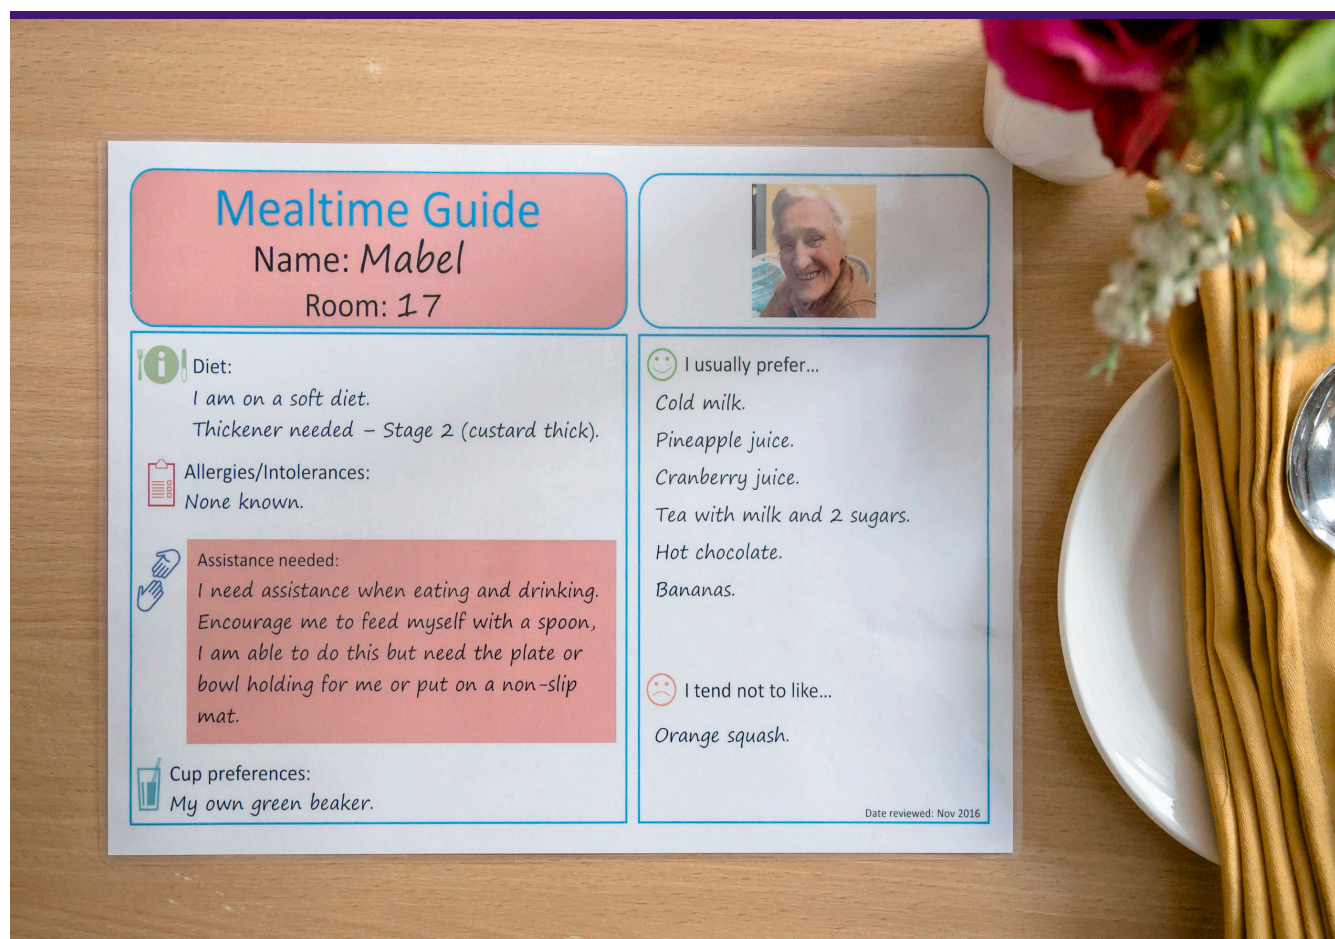 Mealtime Guide
Name: Mabel
Room: 17
Diet:
I am on a soft diet.
Thickener needed – Stage 2 (custard thick).
Allergies/Intolerances:
None known.
Assistance needed:
I need assistance when eating and drinking.
Encourage me to feed myself with a spoon,
I am able to do this but need the plate or
bowl holding for me or put on a non-slip
mat.
Cup preferences:
My own green beaker.
I usually prefer...
Cold milk.
Pineapple juice.
Cranberry juice.
Tea with milk and 2 sugars.
Hot chocolate.
Bananas.
I tend not to like...
Orange squash.
Date reviewed: Nov 2016